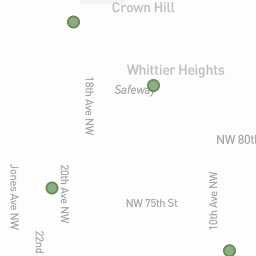 Crown Hill
Whittier Heights
Safeway
18th Ave NW
NW 80th
Jones Ave NW
20th Ave NW
NW 75th St
10th Ave NW
22nd